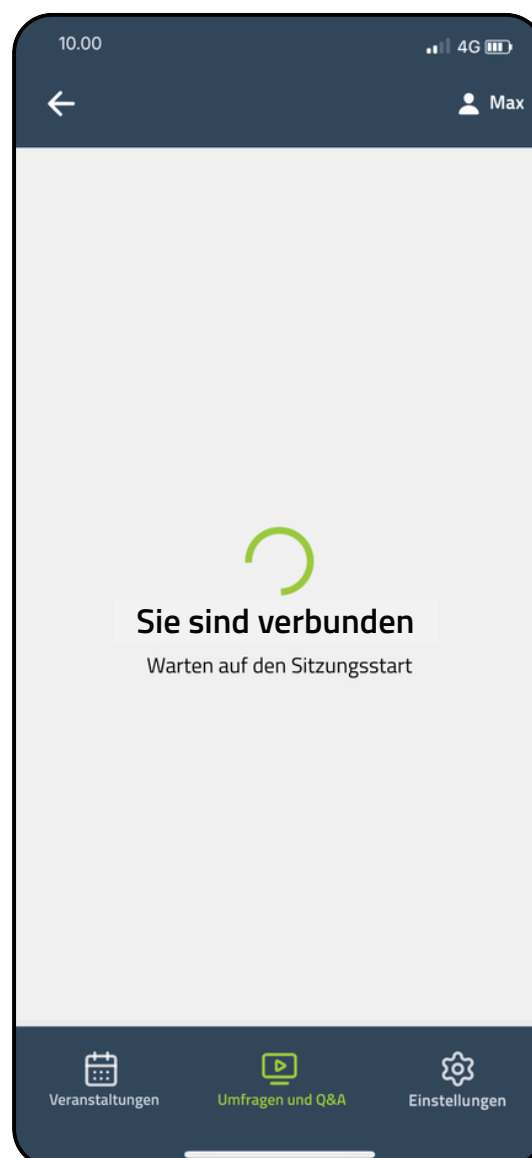 10.00
4G
Max
Sie sind verbunden
Warten auf den Sitzungsstart
Veranstaltungen
Umfragen und Q&A
Einstellungen